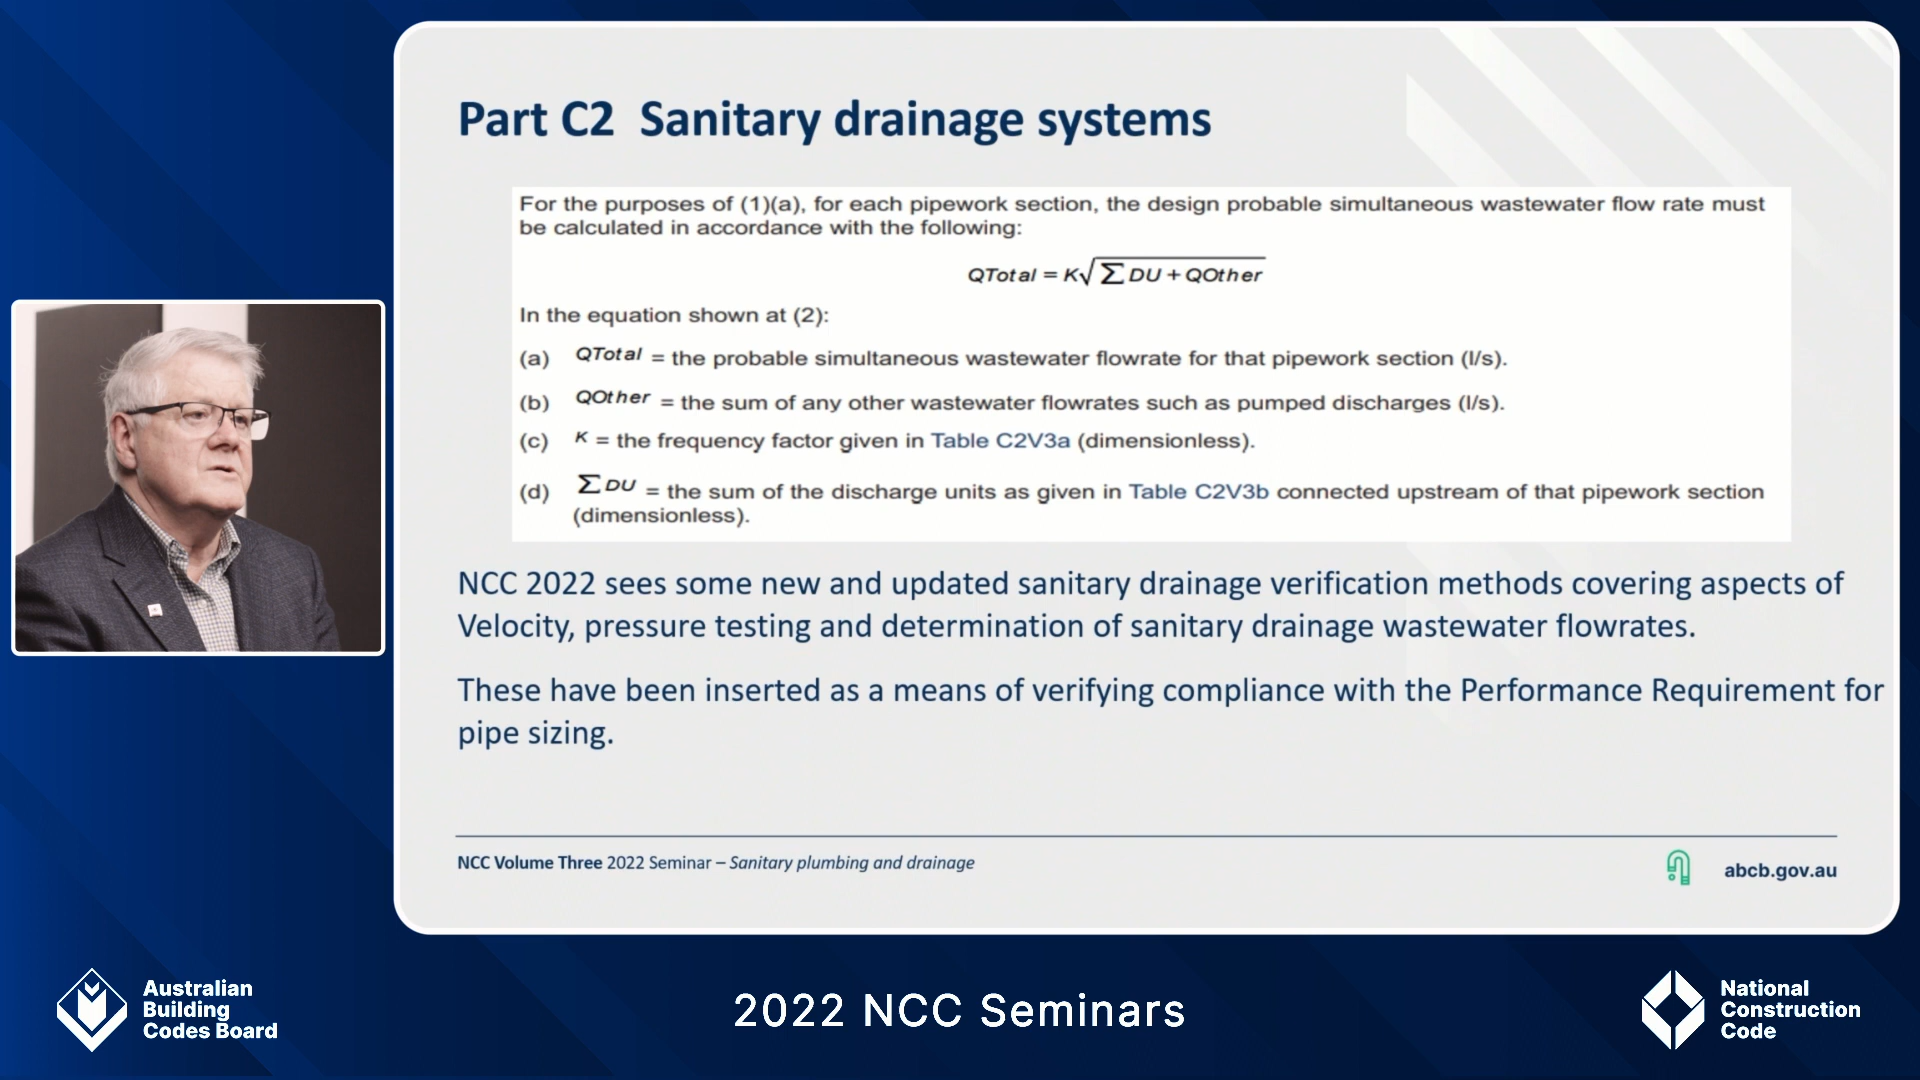 Part C2 Sanitary drainage systems
For the purposes of (1)(a), for each pipework section, the design probable simultaneous wastewater flow rate must
be calculated in accordance with the following:
QTotal = K√∑ DU + QOther
In the equation shown at (2):
(a) QTotal = the probable simultaneous wastewater flowrate for that pipework section (l/s).
(b) QOther = the sum of any other wastewater flowrates such as pumped discharges (l/s).
(c) K = the frequency factor given in Table C2V3a (dimensionless).
(d) ∑ DU = the sum of the discharge units as given in Table C2V3b connected upstream of that pipework section
(dimensionless).
NCC 2022 sees some new and updated sanitary drainage verification methods covering aspects of
Velocity, pressure testing and determination of sanitary drainage wastewater flowrates.
These have been inserted as a means of verifying compliance with the Performance Requirement for
pipe sizing.
NCC Volume Three 2022 Seminar – Sanitary plumbing and drainage
abcb.gov.au
Australian
Building
Codes Board
2022 NCC Seminars
National
Construction
Code